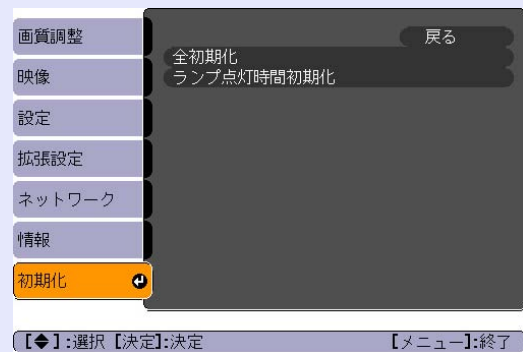 画質調整
映像
設定
拡張設定
ネットワーク
情報
初期化
戻る
全初期化
ランプ点灯時間初期化
【◆】:選択 【決定】:決定
【メニュー】:終了